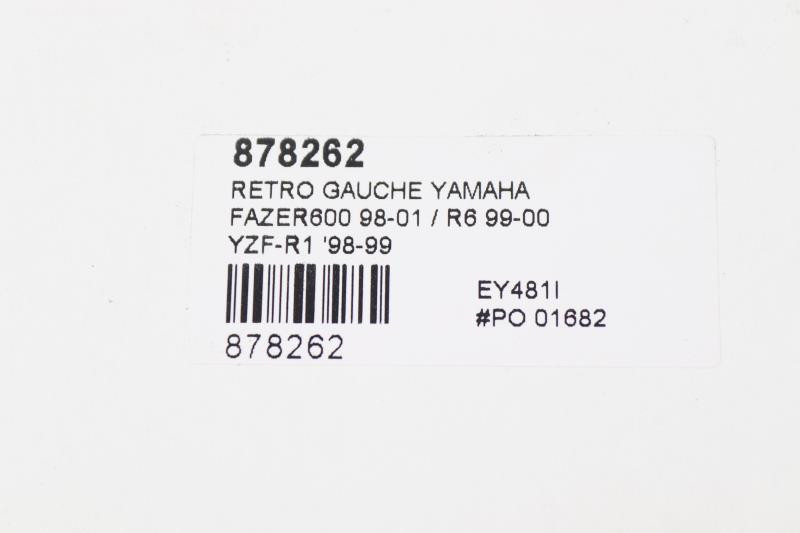 878262
RETRO GAUCHE YAMAHA
FAZER600 98-01 / R6 99-00
YZF-R1 '98-99
EY481I
#PO 01682
878262